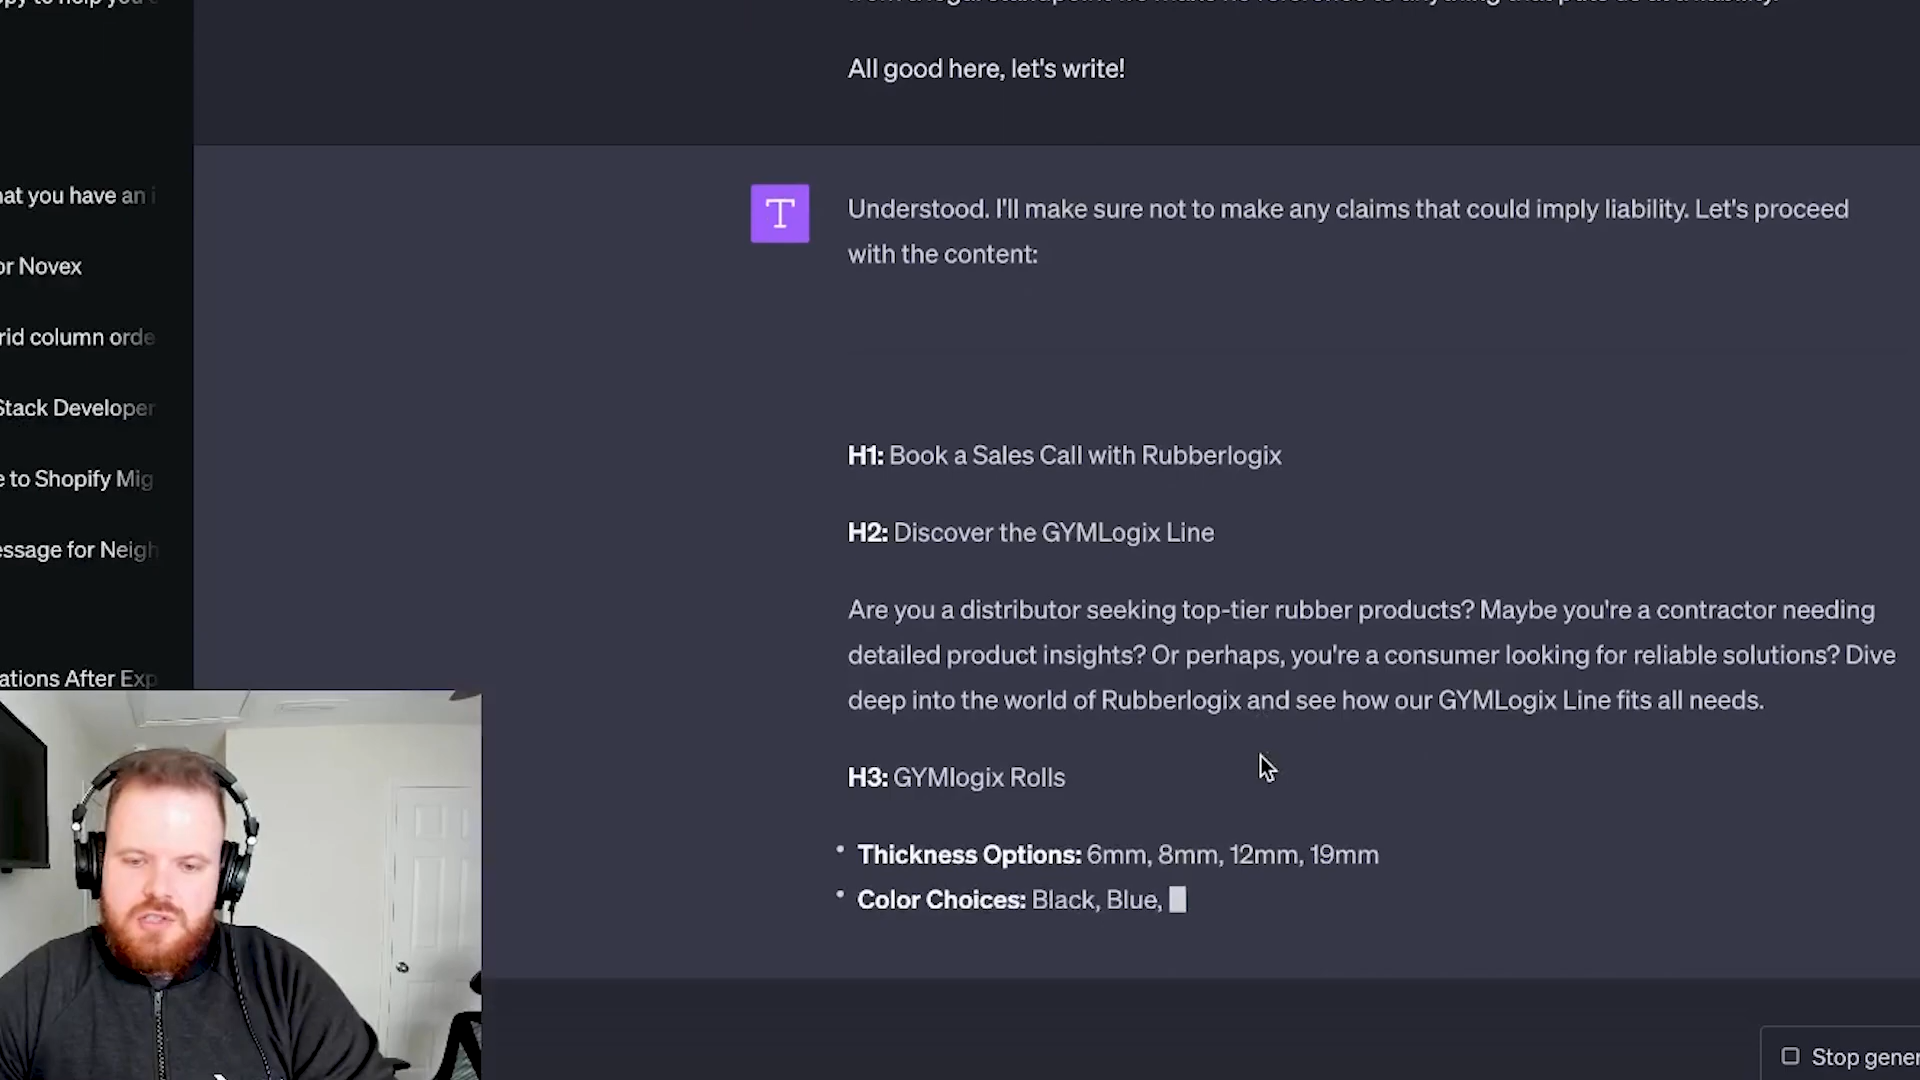 All good here, let's write!
T
Understood. I'll make sure not to make any claims that could imply liability. Let's proceed
with the content:
H1: Book a Sales Call with Rubberlogix
H2: Discover the GYMLogix Line
Are you a distributor seeking top-tier rubber products? Maybe you're a contractor needing
detailed product insights? Or perhaps, you're a consumer looking for reliable solutions? Dive
deep into the world of Rubberlogix and see how our GYMLogix Line fits all needs.
H3: GYMlogix Rolls
• Thickness Options: 6mm, 8mm, 12mm, 19mm
• Color Choices: Black, Blue,
Stop gener
hat you have an i
or Novex
rid column orde
Stack Developer
e to Shopify Mig
essage for Neigh
ations After Exp